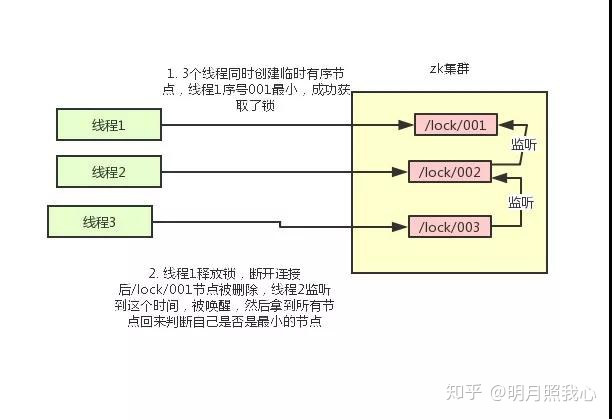 1. 3个线程同时创建临时有序节
点，线程1序号001最小，成功获
取了锁
zk集群
线程1
/lock/001
监听
线程2
/lock/002
监听
线程3
/lock/003
2. 线程1释放锁，断开连接
后/lock/001节点被删除，线程2监听
到这个时间，被唤醒，然后拿到所有节
点回来判断自己是否是最小的节点
知乎 @明月照我心